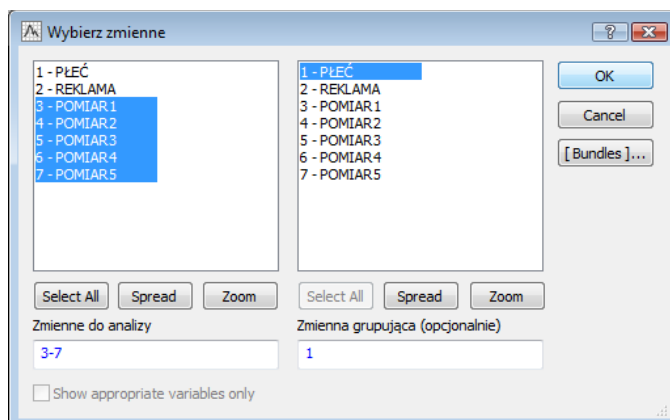 Wybierz zmienne
1 - PŁEĆ
2 - REKLAMA
3 - POMIAR1
4 - POMIAR2
5 - POMIAR3
6 - POMIAR4
7 - POMIAR5
1 - PŁEĆ
2 - REKLAMA
3 - POMIAR1
4 - POMIAR2
5 - POMIAR3
6 - POMIAR4
7 - POMIAR5
OK
Cancel
[ Bundles ]...
Select All Spread Zoom
Select All Spread Zoom
Zmienne do analizy
3-7
Zmienna grupująca (opcjonalnie)
1
Show appropriate variables only